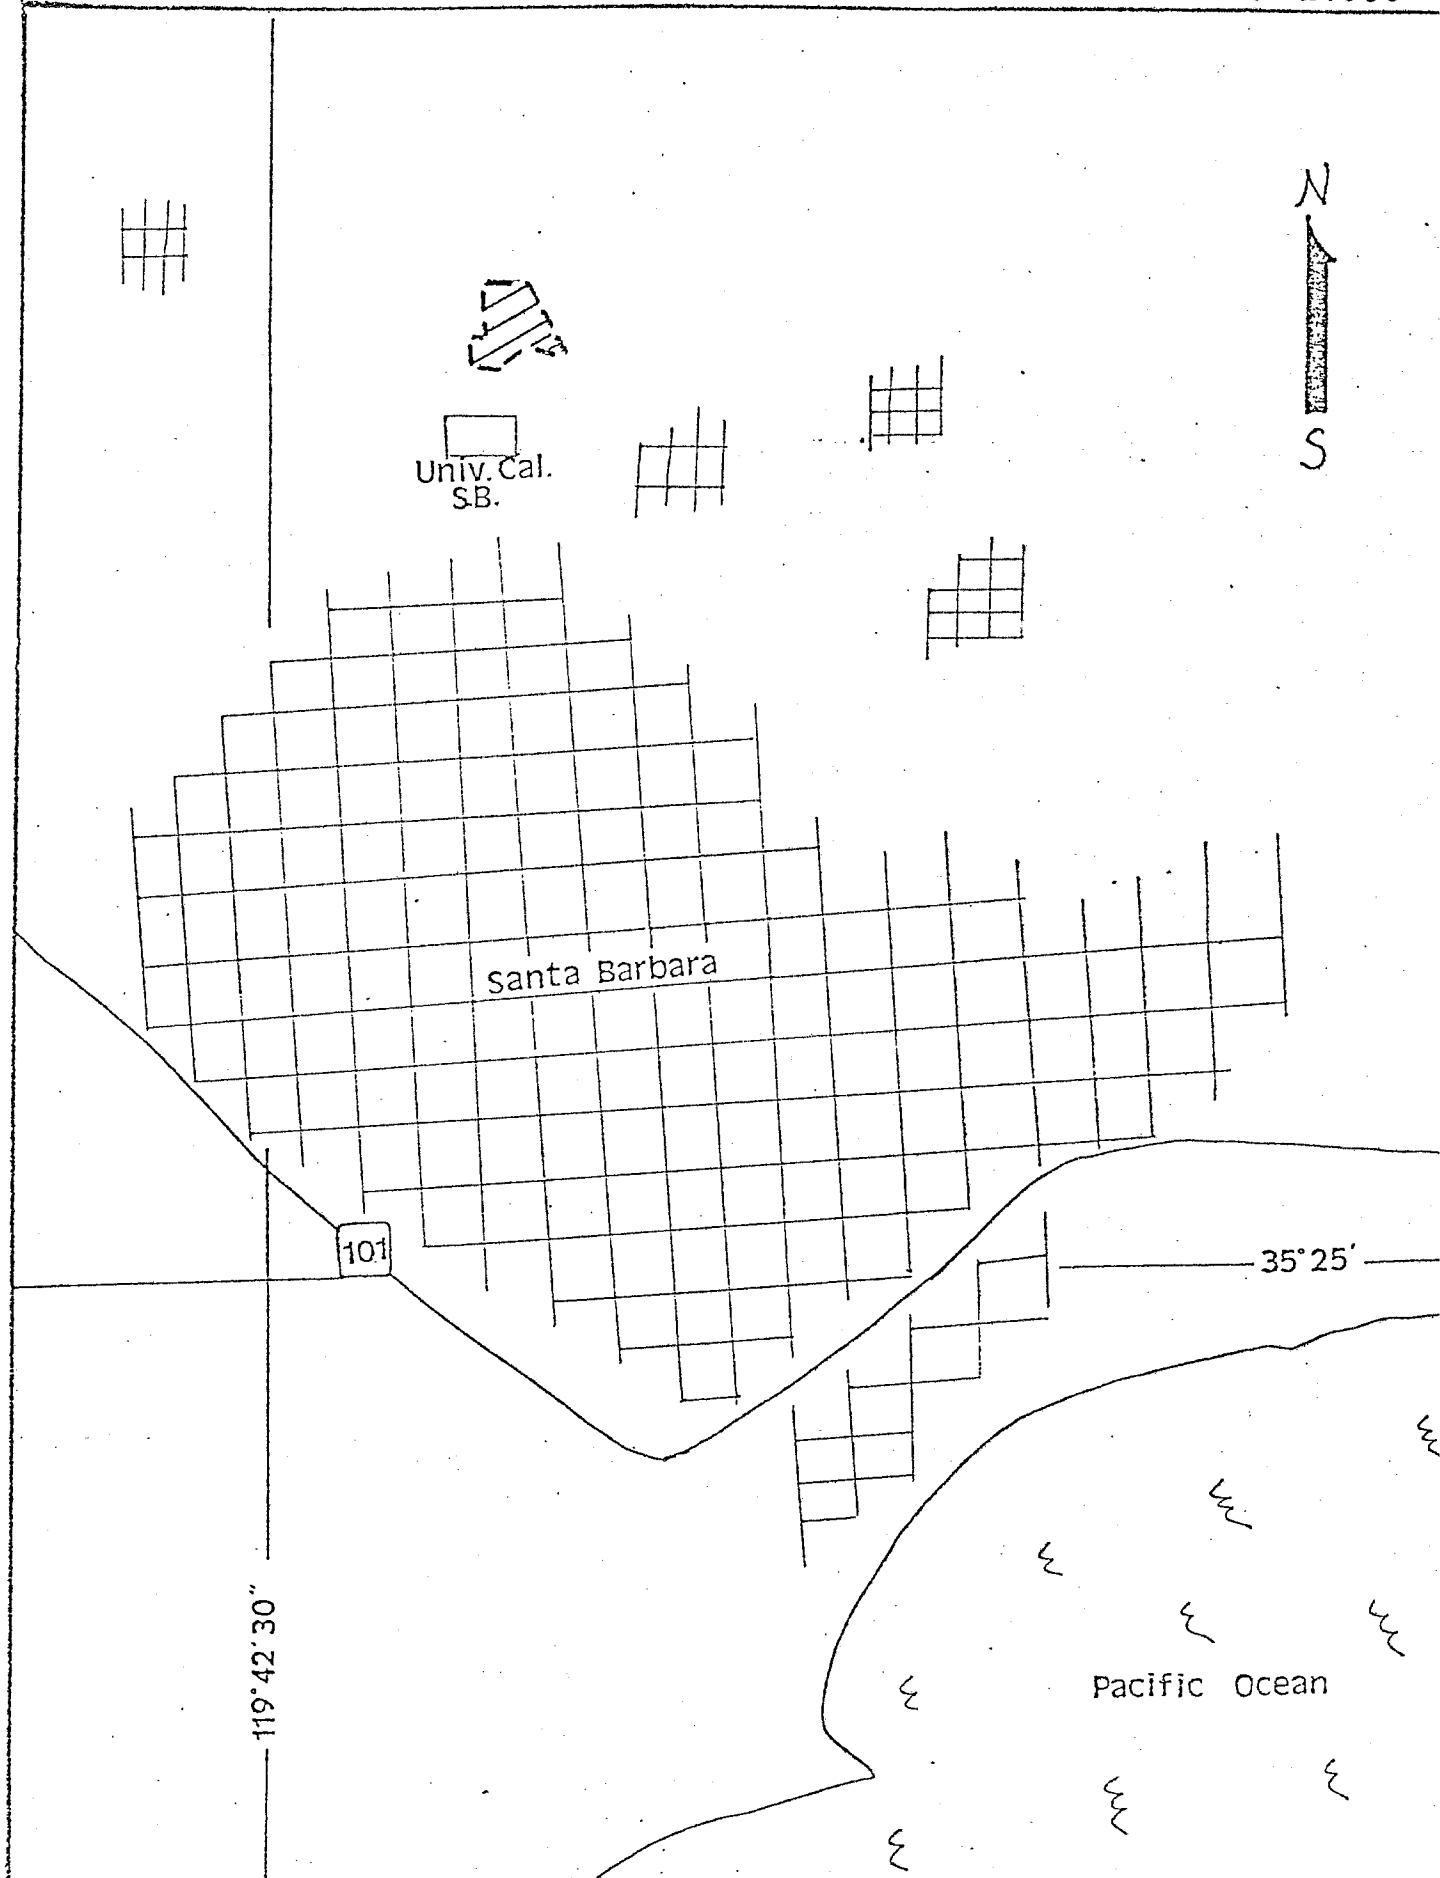 N
S
Univ. Cal.
S.B.
Santa Barbara
101
35°25′
119°42′30″
Pacific Ocean